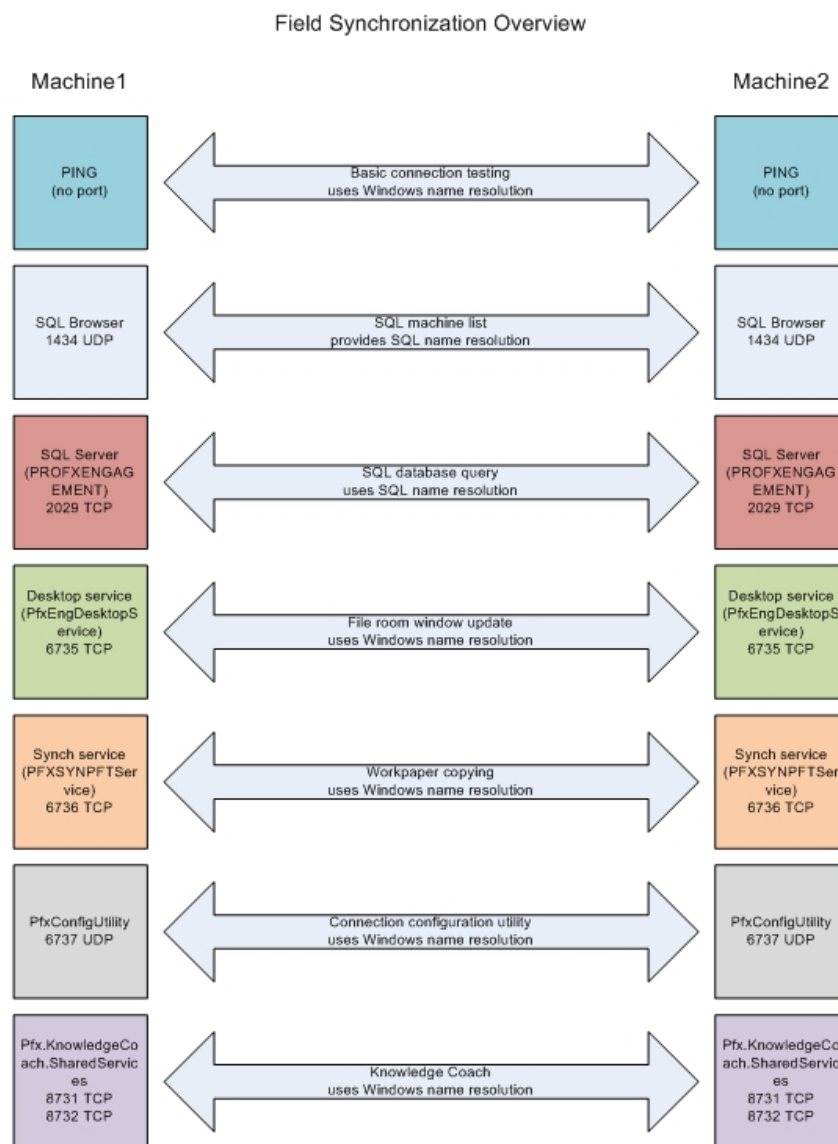 Field Synchronization Overview
Machine1
Machine2
PING
(no port)
Basic connection testing
uses Windows name resolution
PING
(no port)
SQL Browser
1434 UDP
SQL machine list
provides SQL name resolution
SQL Browser
1434 UDP
SQL Server
(PROFXENGAG
EMENT)
2029 TCP
SQL database query
uses SQL name resolution
SQL Server
(PROFXENGAG
EMENT)
2029 TCP
Desktop service
(PfxEngDesktopS
ervice)
6735 TCP
File room window update
uses Windows name resolution
Desktop service
(PfxEngDesktopS
ervice)
6735 TCP
Synch service
(PFXSYNPFTSer
vice)
6736 TCP
Workpaper copying
uses Windows name resolution
Synch service
(PFXSYNPFTSer
vice)
6736 TCP
PfxConfigUtility
6737 UDP
Connection configuration utility
uses Windows name resolution
PfxConfigUtility
6737 UDP
Pfx.KnowledgeCo
ach.SharedServic
es
8731 TCP
8732 TCP
Knowledge Coach
uses Windows name resolution
Pfx.KnowledgeCo
ach.SharedServic
es
8731 TCP
8732 TCP